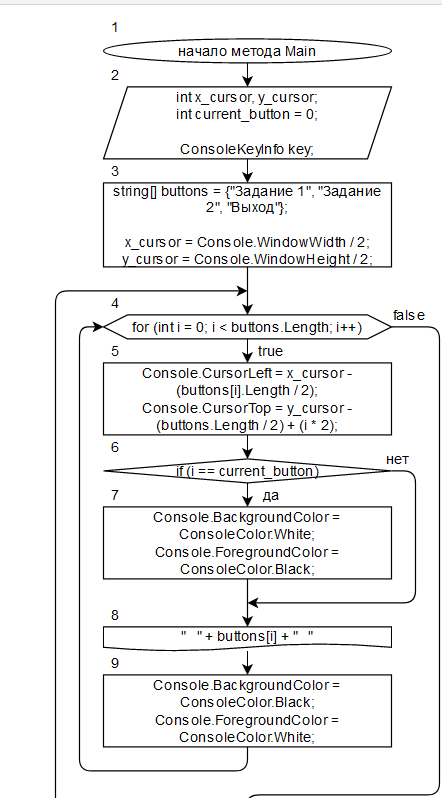 1
начало метода Main
2
int x_cursor, y_cursor;
int current_button = 0;
ConsoleKeyInfo key;
3
string[] buttons = {"Задание 1", "Задание
2", "Выход"};
x_cursor = Console.WindowWidth / 2;
y_cursor = Console.WindowHeight / 2;
4
for (int i = 0; i < buttons.Length; i++)
false
true
5
Console.CursorLeft = x_cursor -
(buttons[i].Length / 2);
Console.CursorTop = y_cursor -
(buttons.Length / 2) + (i * 2);
6
if (i == current_button)
нет
да
7
Console.BackgroundColor =
ConsoleColor.White;
Console.ForegroundColor =
ConsoleColor.Black;
8
"   " + buttons[i] + "   "
9
Console.BackgroundColor =
ConsoleColor.Black;
Console.ForegroundColor =
ConsoleColor.White;